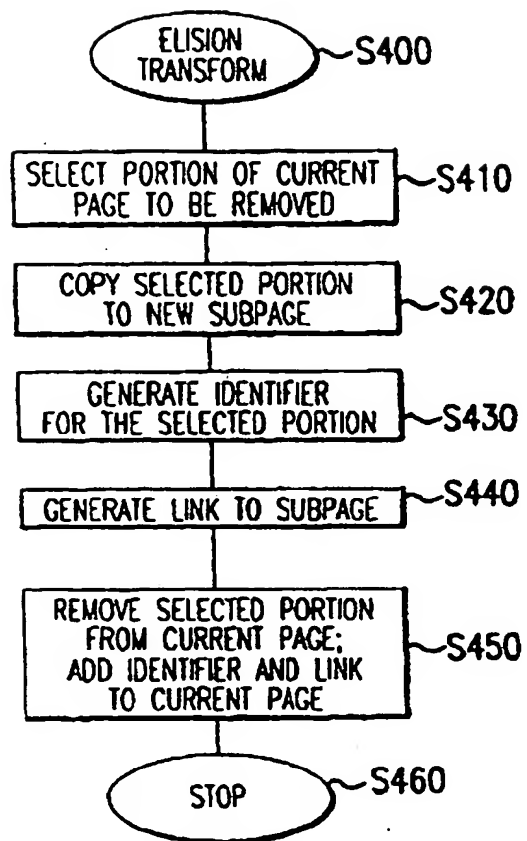 ELISION
TRANSFORM
S400
SELECT PORTION OF CURRENT
PAGE TO BE REMOVED
S410
COPY SELECTED PORTION
TO NEW SUBPAGE
S420
GENERATE IDENTIFIER
FOR THE SELECTED PORTION
S430
GENERATE LINK TO SUBPAGE
S440
REMOVE SELECTED PORTION
FROM CURRENT PAGE;
ADD IDENTIFIER AND LINK
TO CURRENT PAGE
S450
STOP
S460